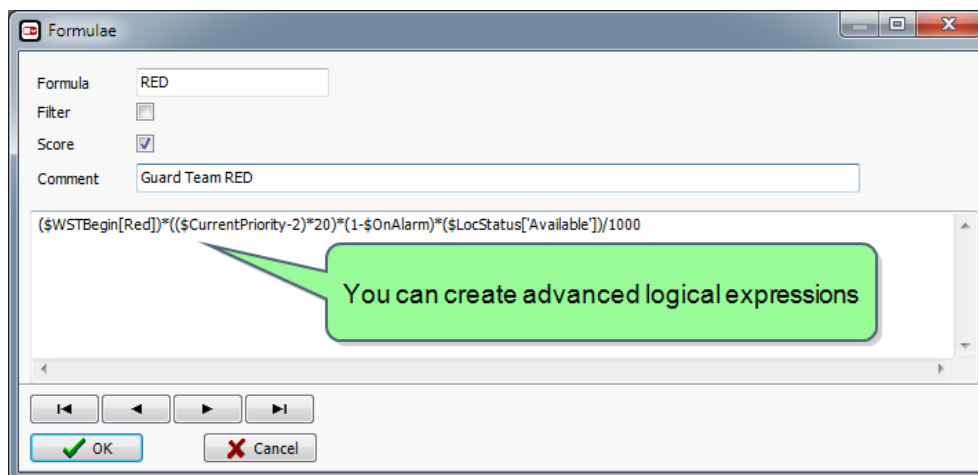 Formulae
Formula RED
Filter
Score
Comment Guard Team RED
($WSTBegin[Red])*(($CurrentPriority-2)*20)*(1-$OnAlarm)*($LocStatus['Available'])/1000
You can create advanced logical expressions
OK Cancel